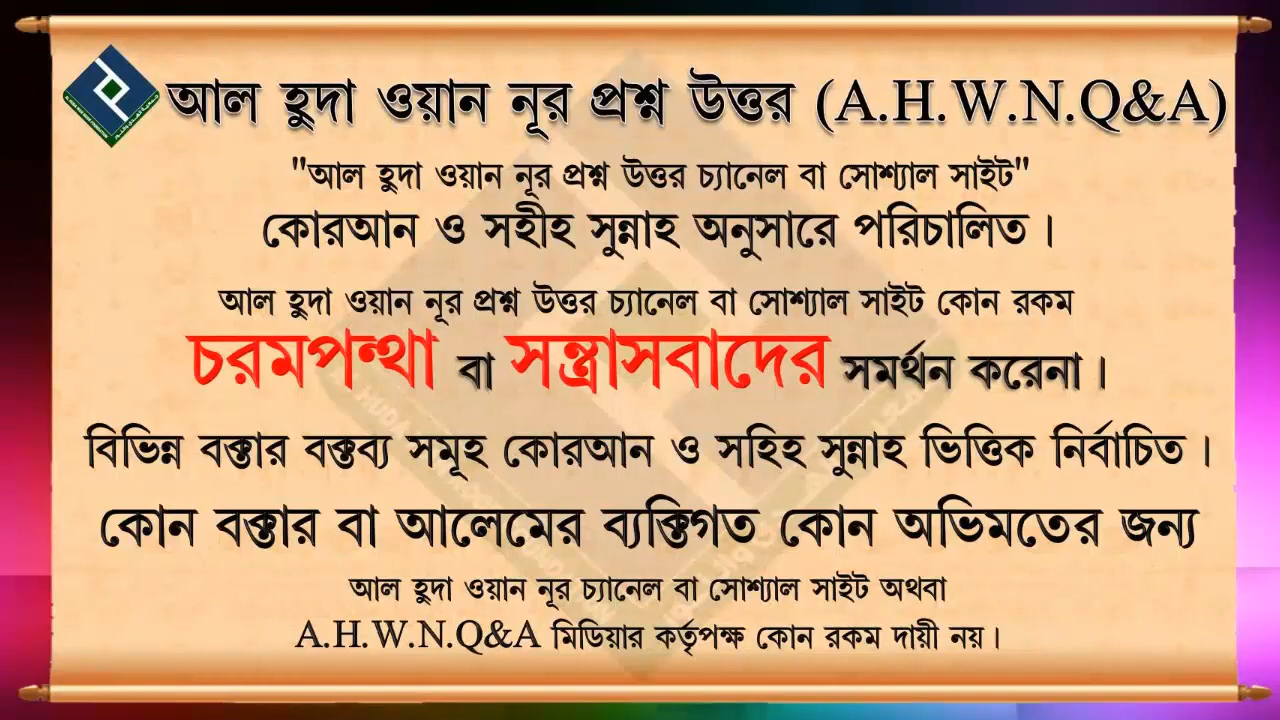 আল হুদা ওয়ান নূর প্রশ্ন উত্তর (A.H.W.N.Q&A)
"আল হুদা ওয়ান নূর প্রশ্ন উত্তর চ্যানেল বা সোশ্যাল সাইট"
কোরআন ও সহীহ সুন্নাহ অনুসারে পরিচালিত।
আল হুদা ওয়ান নূর প্রশ্ন উত্তর চ্যানেল বা সোশ্যাল সাইট কোন রকম
চরমপন্থা বা সন্ত্রাসবাদের সমর্থন করেনা।
বিভিন্ন বক্তার বক্তব্য সমূহ কোরআন ও সহিহ সুন্নাহ ভিত্তিক নির্বাচিত।
কোন বক্তার বা আলেমের ব্যক্তিগত কোন অভিমতের জন্য
আল হুদা ওয়ান নূর চ্যানেল বা সোশ্যাল সাইট অথবা
A.H.W.N.Q&A মিডিয়ার কর্তৃপক্ষ কোন রকম দায়ী নয়।